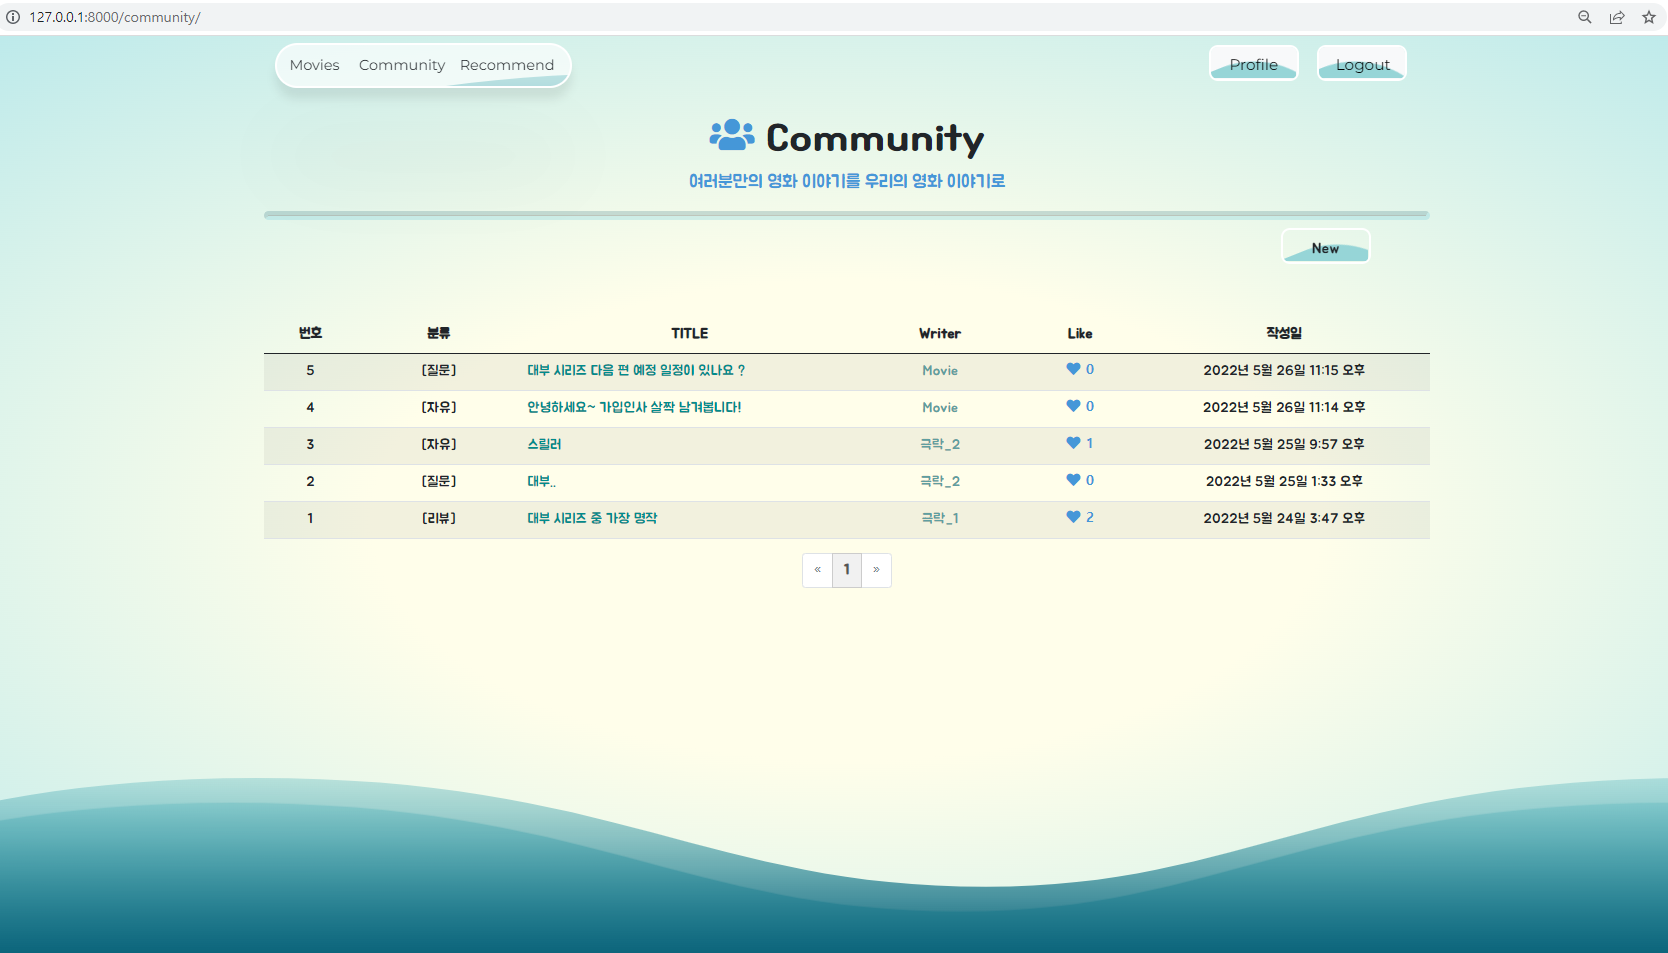 127.0.0.1:8000/community/
Movies Community Recommend Profile Logout
Community
여러분만의 영화 이야기를 우리의 영화 이야기로
New
번호 분류 TITLE Writer Like 작성일
5 [질문] 대부 시리즈 다음 편 예정 일정이 있나요 ? Movie 0 2022년 5월 26일 11:15 오후
4 [자유] 안녕하세요~ 가입인사 살짝 남겨봅니다! Movie 0 2022년 5월 26일 11:14 오후
3 [자유] 스릴러 극락_2 1 2022년 5월 25일 9:57 오후
2 [질문] 대부.. 극락_2 0 2022년 5월 25일 1:33 오후
1 [리뷰] 대부 시리즈 중 가장 명작 극락_1 2 2022년 5월 24일 3:47 오후
« 1 »